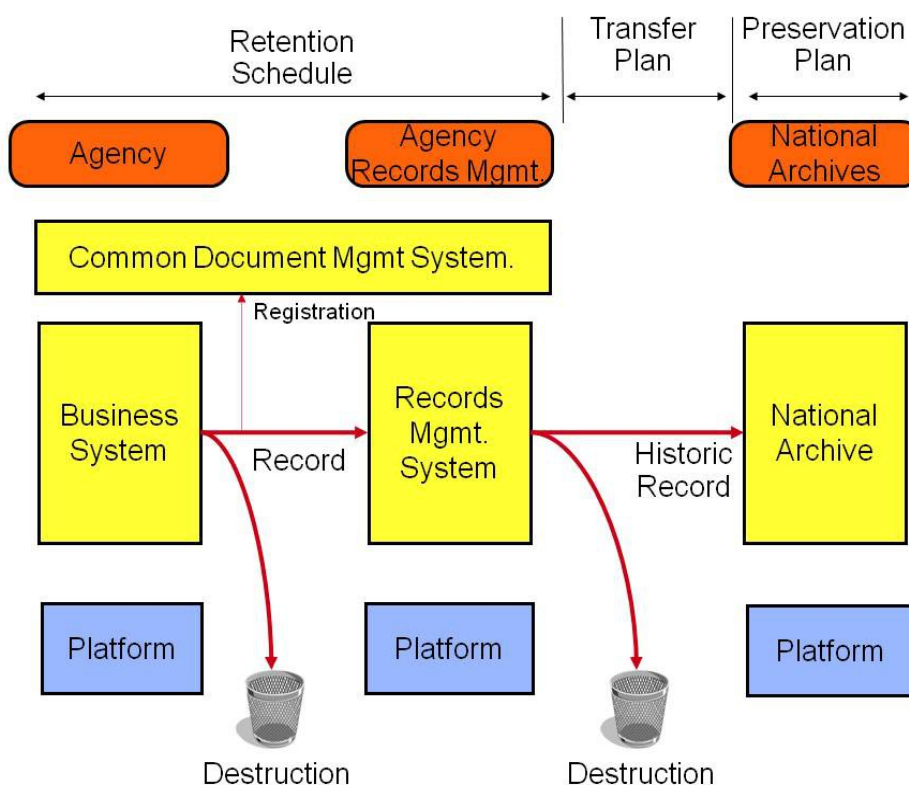 Retention
Schedule
Transfer
Plan
Preservation
Plan
Agency
Agency
Records Mgmt.
National
Archives
Common Document Mgmt System.
Registration
Business
System
Record
Records
Mgmt.
System
Historic
Record
National
Archive
Platform
Platform
Platform
Destruction
Destruction